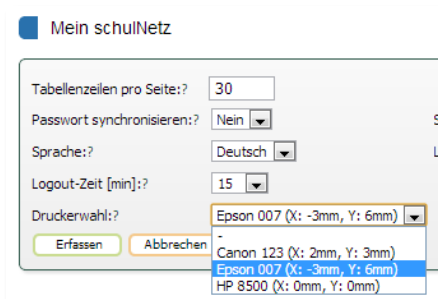 Mein schulNetz
Tabellenzeilen pro Seite:? 30
Passwort synchronisieren:? Nein S
Sprache:? Deutsch L
Logout-Zeit [min]:? 15
Druckerwahl:? Epson 007 (X: -3mm, Y: 6mm)
Erfassen Abbrechen -
Canon 123 (X: 2mm, Y: 3mm)
Epson 007 (X: -3mm, Y: 6mm)
HP 8500 (X: 0mm, Y: 0mm)